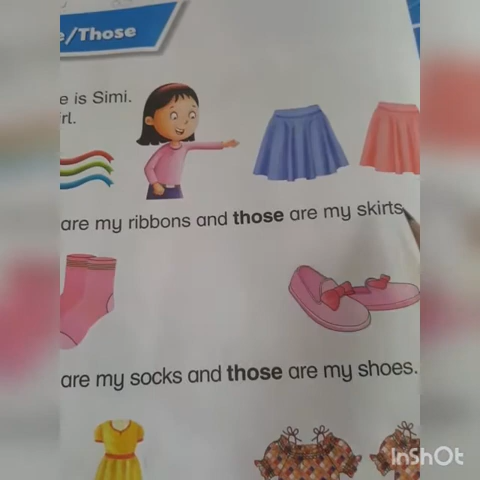 e/Those
e is Simi.
irl.
are my ribbons and those are my skirts
are my socks and those are my shoes.
InShOt